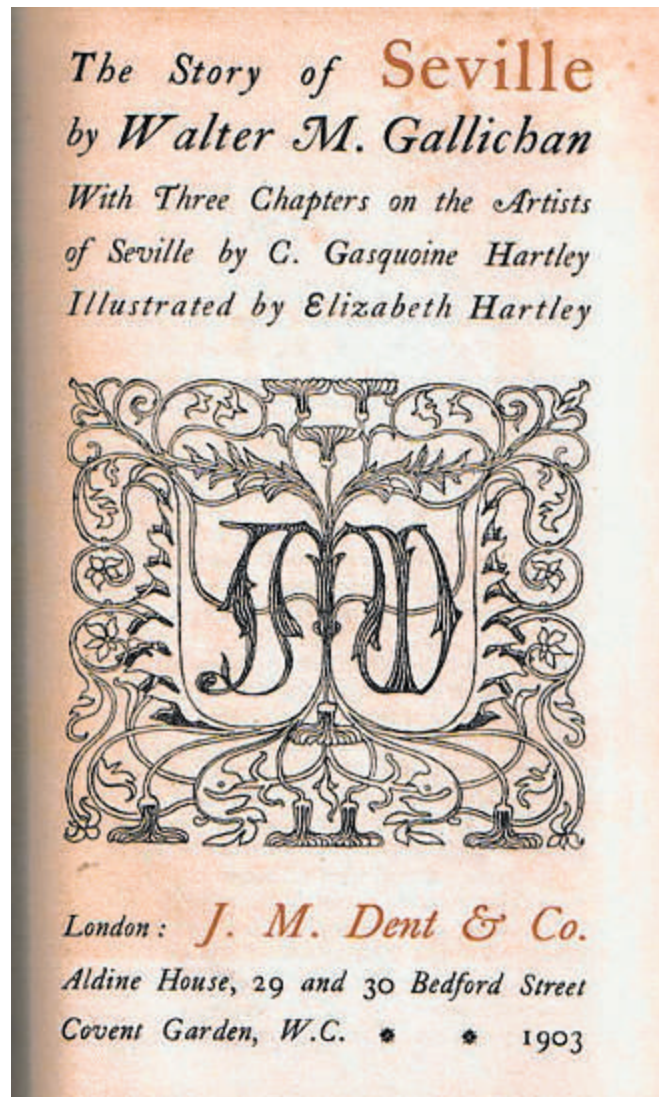 The Story of Seville
by Walter M. Gallichan
With Three Chapters on the Artists
of Seville by C. Gasquoine Hartley
Illustrated by Elizabeth Hartley
JMD
London: J. M. Dent & Co.
Aldine House, 29 and 30 Bedford Street
Covent Garden, W.C. * * 1903